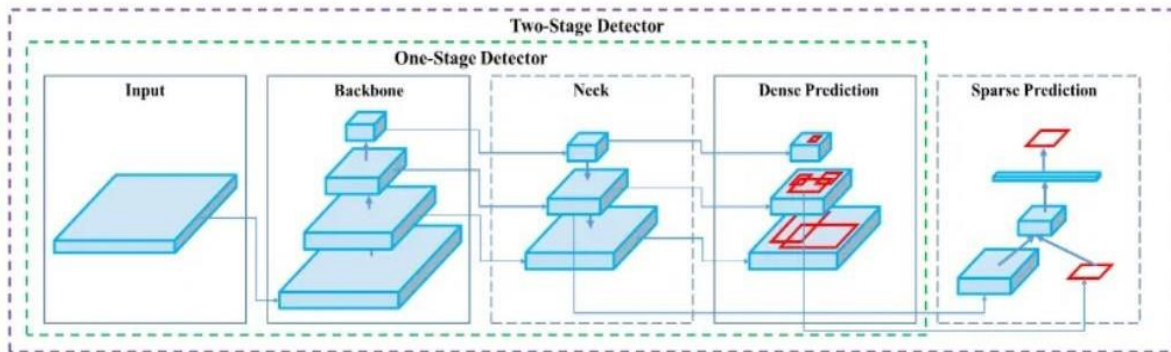 Two-Stage Detector
One-Stage Detector
Input
Backbone
Neck
Dense Prediction
Sparse Prediction